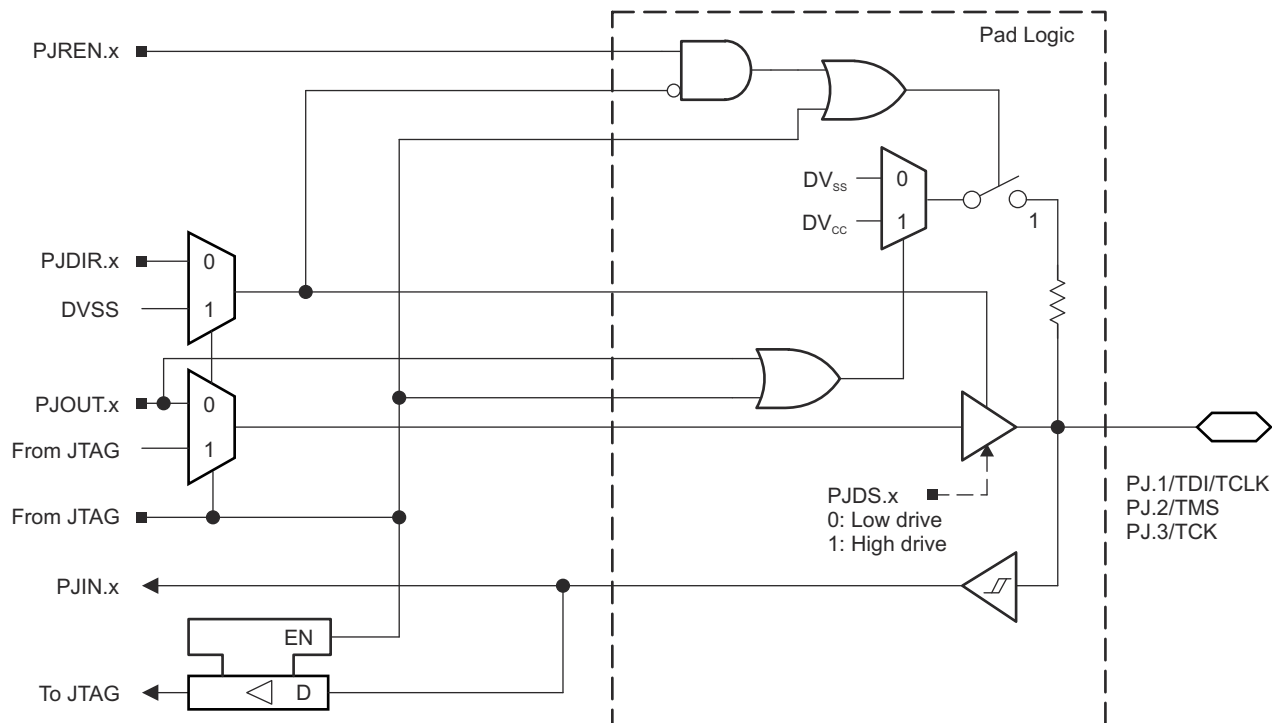 Pad Logic
PJREN.x
DVSS 0
DVCC 1
1
PJDIR.x 0
DVSS 1
PJOUT.x 0
From JTAG 1
From JTAG
PJDS.x
0: Low drive
1: High drive
PJ.1/TDI/TCLK
PJ.2/TMS
PJ.3/TCK
PJIN.x
EN
To JTAG
D